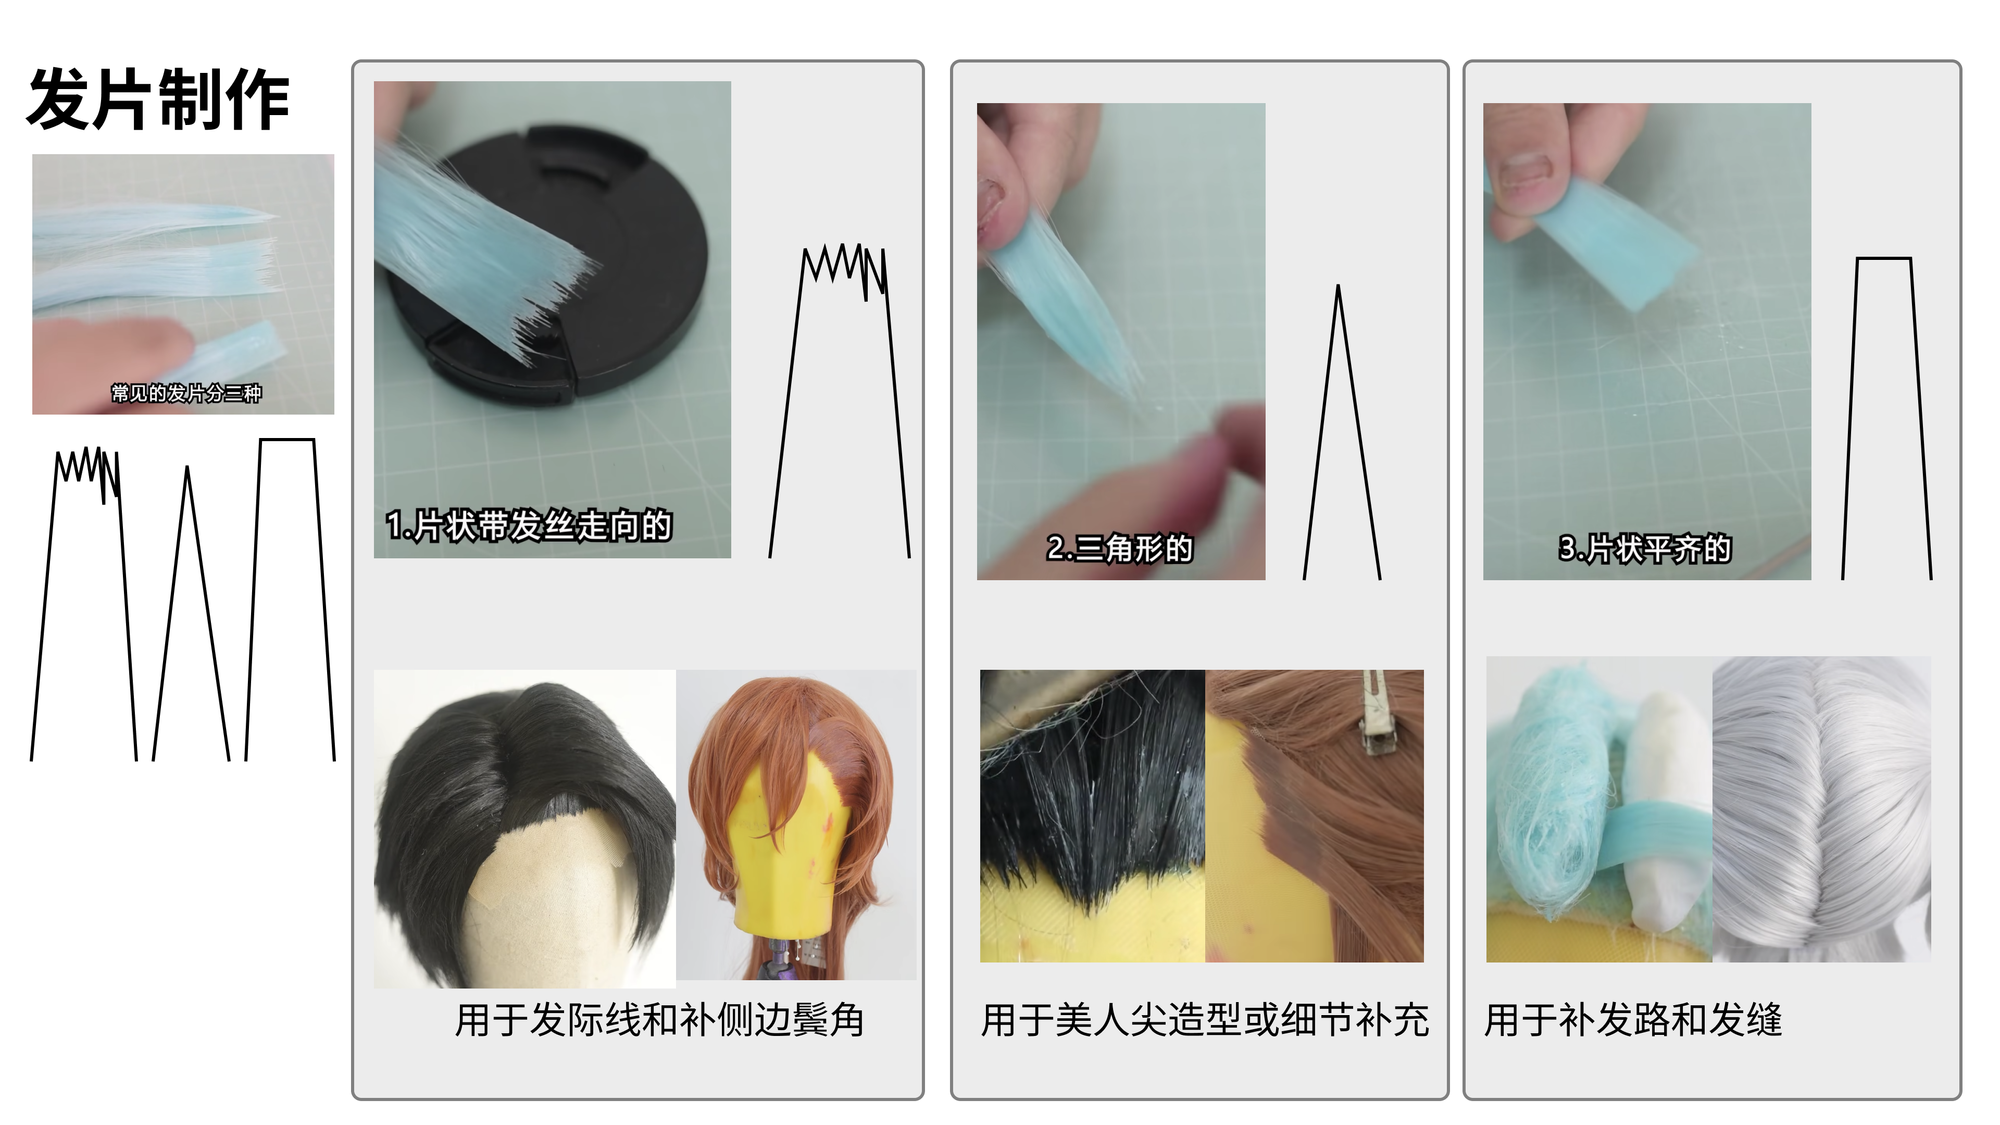 发片制作
常见的发片分三种
1.片状带发丝走向的
用于发际线和补侧边鬓角
2.三角形的
用于美人尖造型或细节补充
3.片状平齐的
用于补发路和发缝